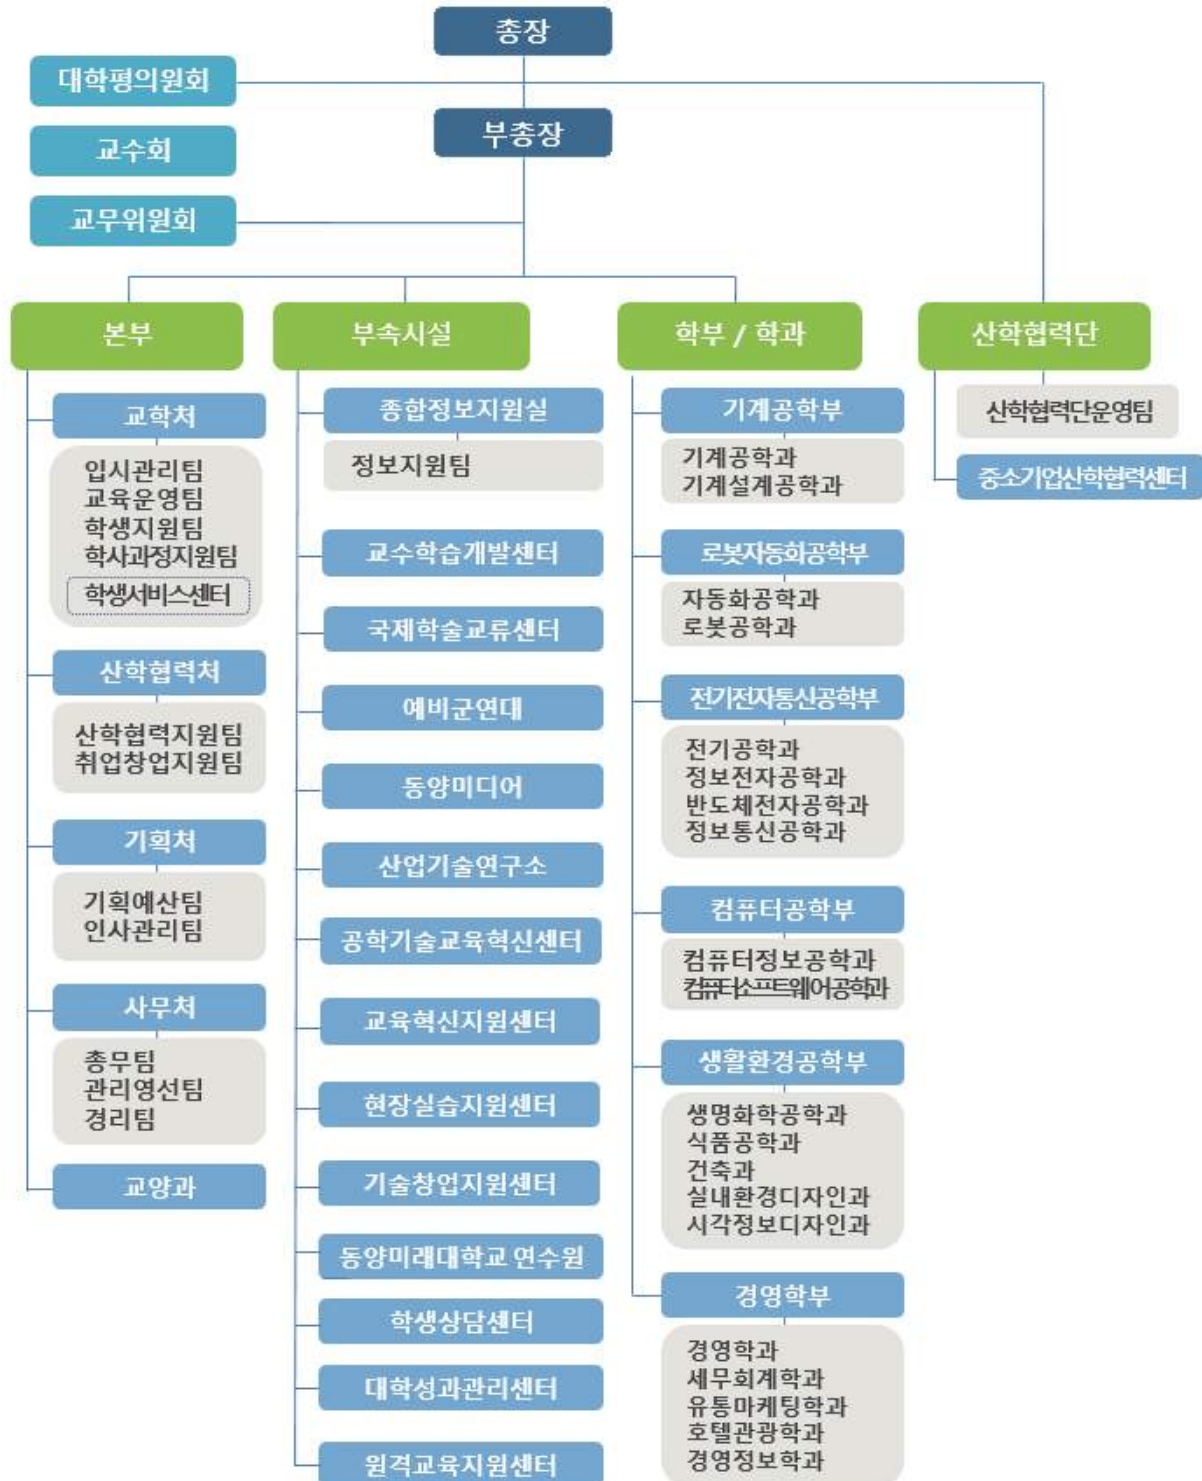 총장
대학평의원회
부총장
교수회
교무위원회
본부
교학처
입시관리팀
교육운영팀
학생지원팀
학사과정지원팀
학생서비스센터
산학협력처
산학협력지원팀
취업창업지원팀
기획처
기획예산팀
인사관리팀
사무처
총무팀
관리영선팀
경리팀
교양과
부속시설
종합정보지원실
정보지원팀
교수학습개발센터
국제학술교류센터
예비군연대
동양미디어
산업기술연구소
공학기술교육혁신센터
교육혁신지원센터
현장실습지원센터
기술창업지원센터
동양미래대학교 연수원
학생상담센터
대학성과관리센터
원격교육지원센터
학부 / 학과
기계공학부
기계공학과
기계설계공학과
로봇자동화공학부
자동화공학과
로봇공학과
전기전자통신공학부
전기공학과
정보전자공학과
반도체전자공학과
정보통신공학과
컴퓨터공학부
컴퓨터정보공학과
컴퓨터소프트웨어공학과
생활환경공학부
생명화학공학과
식품공학과
건축과
실내환경디자인과
시각정보디자인과
경영학부
경영학과
세무회계학과
유통마케팅학과
호텔관광학과
경영정보학과
산학협력단
산학협력단운영팀
중소기업산학협력센터